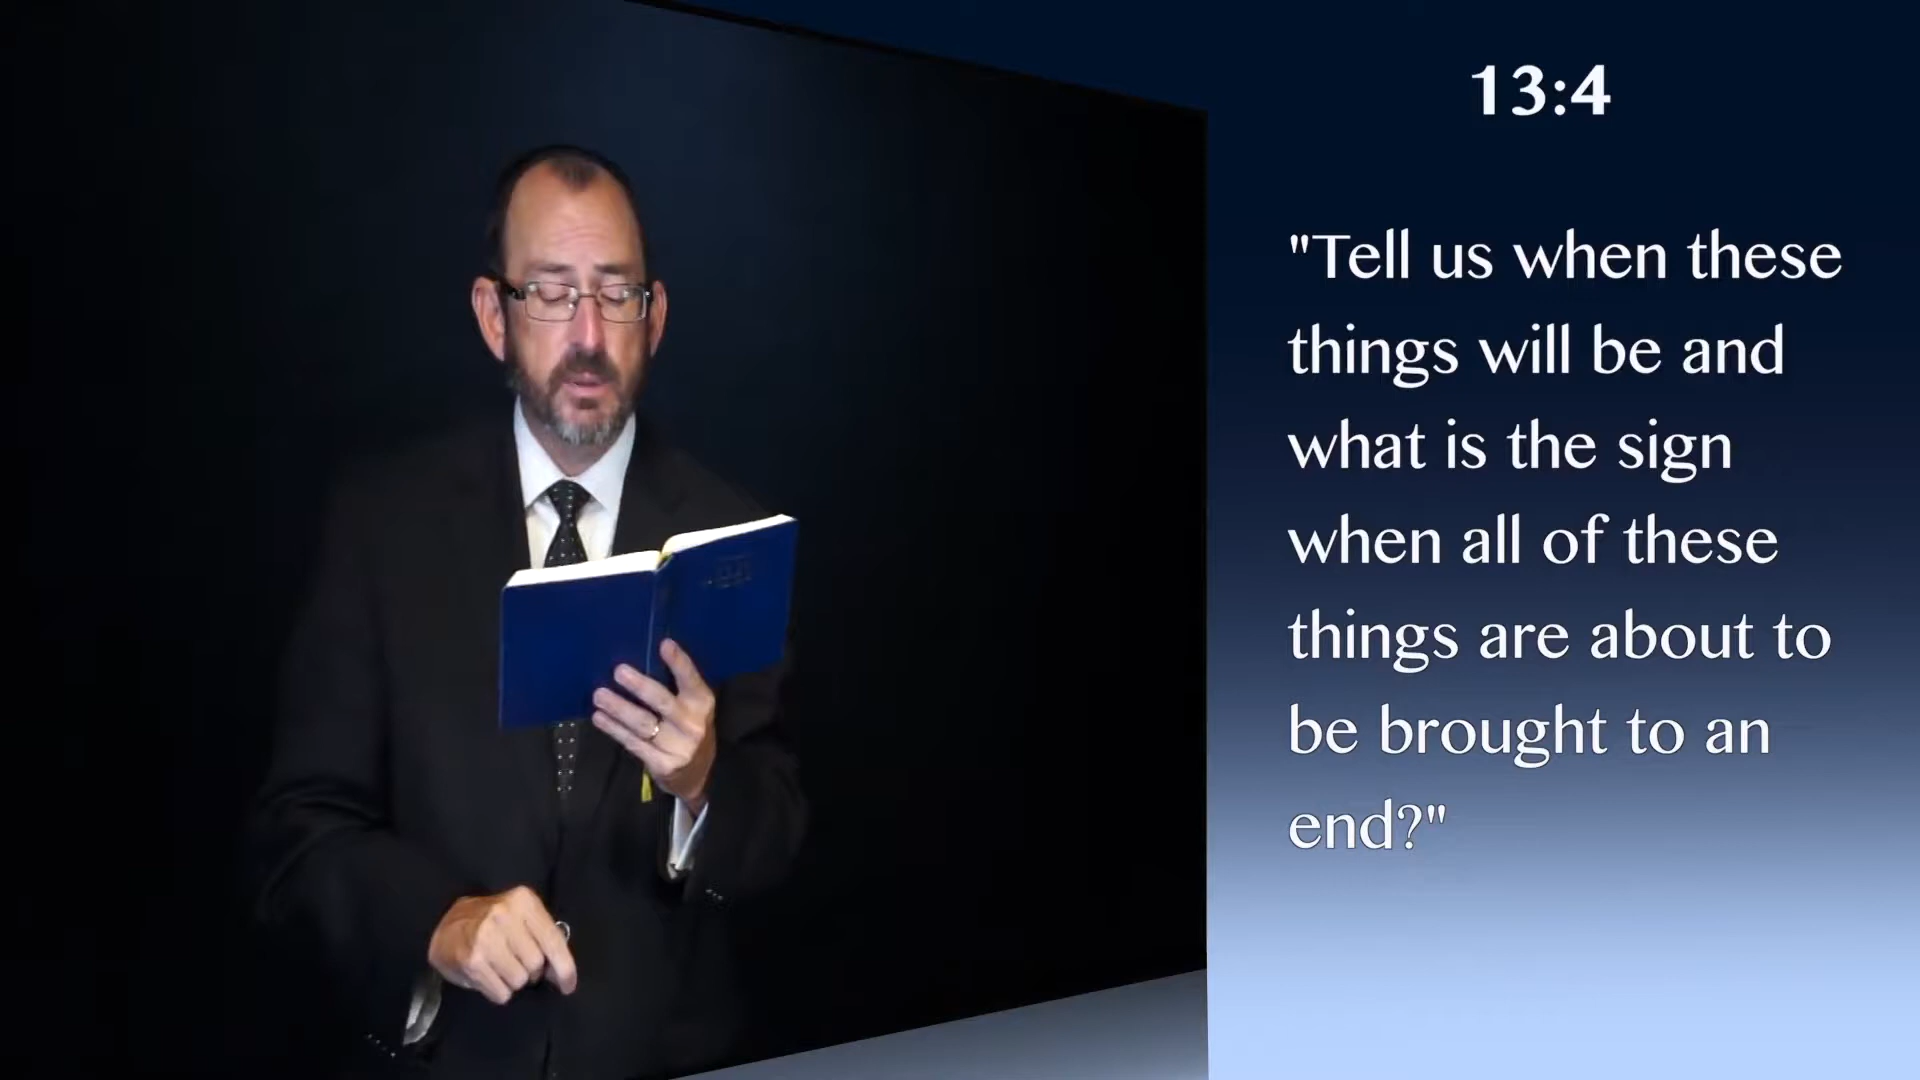 13:4
"Tell us when these
things will be and
what is the sign
when all of these
things are about to
be brought to an
end?"